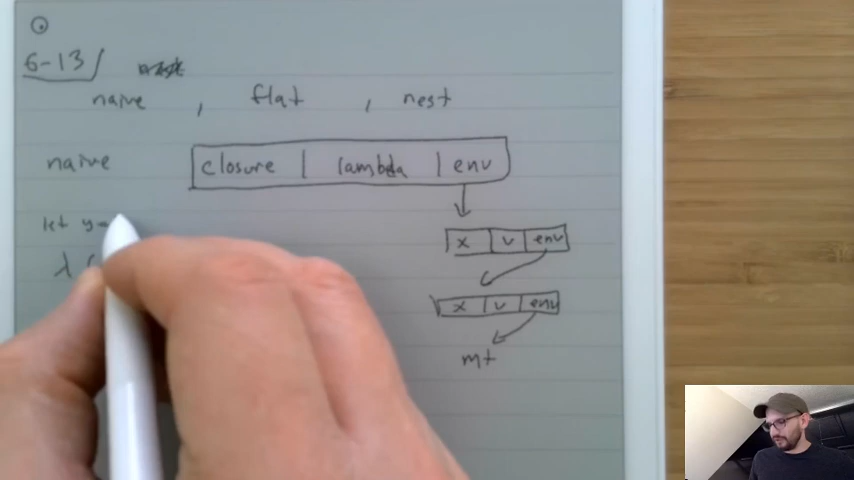 6-13/
naive , flat , nest
naive closure | lambda | env
let y=
x | v | env
λ (
x | v | env
mt